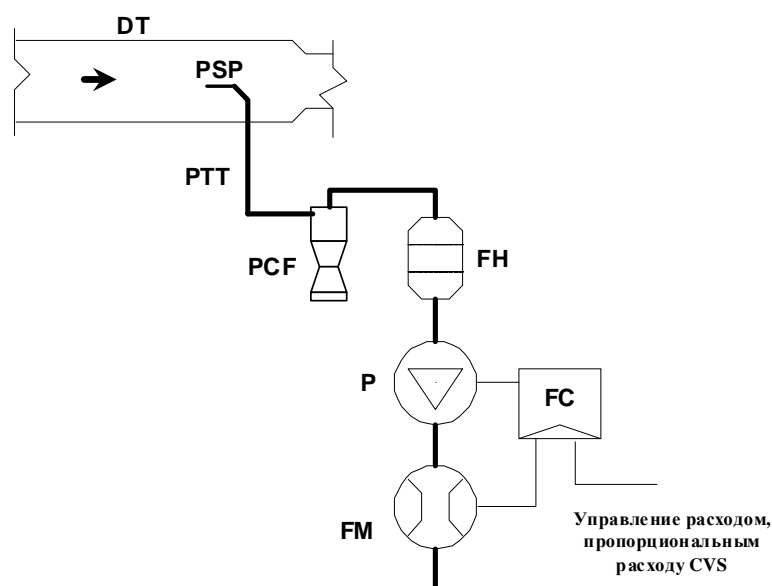 DT
PSP
PTT
PCF
FH
P
FC
FM
Управление расходом,
пропорциональным
расходу CVS